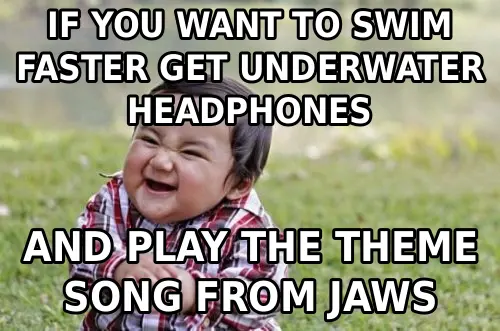 IF YOU WANT TO SWIM
FASTER GET UNDERWATER
HEADPHONES
AND PLAY THE THEME
SONG FROM JAWS